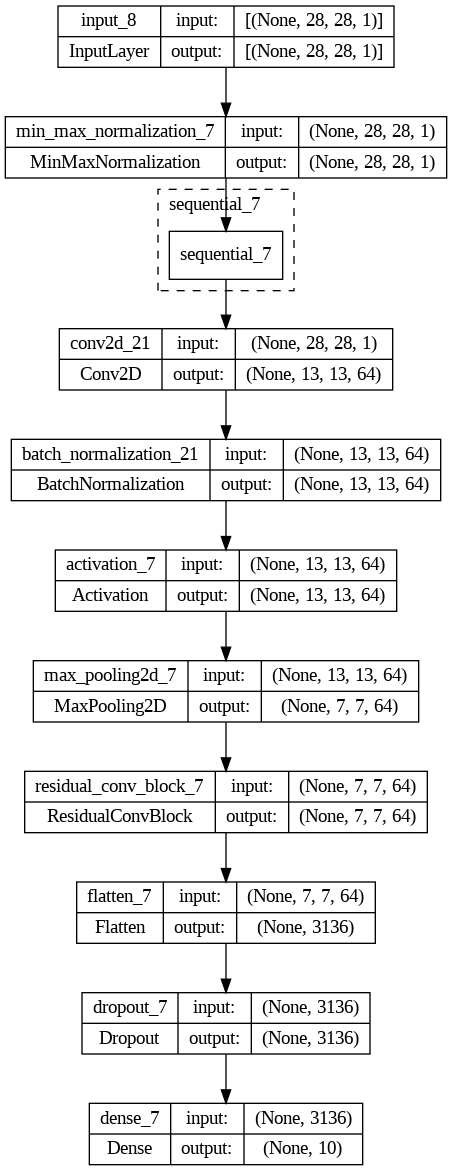 input_8 input: [(None, 28, 28, 1)]
InputLayer output: [(None, 28, 28, 1)]
min_max_normalization_7 input: (None, 28, 28, 1)
MinMaxNormalization output: (None, 28, 28, 1)
sequential_7
sequential_7
conv2d_21 input: (None, 28, 28, 1)
Conv2D output: (None, 13, 13, 64)
batch_normalization_21 input: (None, 13, 13, 64)
BatchNormalization output: (None, 13, 13, 64)
activation_7 input: (None, 13, 13, 64)
Activation output: (None, 13, 13, 64)
max_pooling2d_7 input: (None, 13, 13, 64)
MaxPooling2D output: (None, 7, 7, 64)
residual_conv_block_7 input: (None, 7, 7, 64)
ResidualConvBlock output: (None, 7, 7, 64)
flatten_7 input: (None, 7, 7, 64)
Flatten output: (None, 3136)
dropout_7 input: (None, 3136)
Dropout output: (None, 3136)
dense_7 input: (None, 3136)
Dense output: (None, 10)